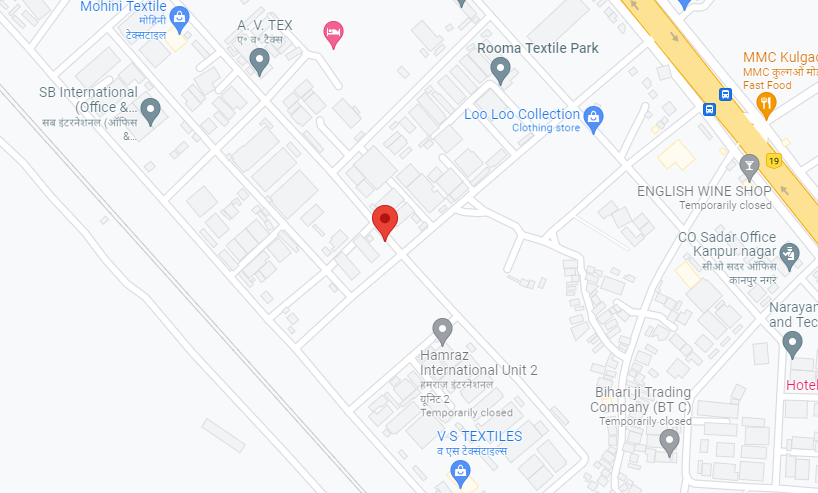 Mohini Textile
मोहिनी
टेक्सटाइल
A. V. TEX
ए॰ व॰ टैक्स
Rooma Textile Park
MMC Kulgao
MMC कुल्गओं मोड़
Fast Food
SB International
(Office &...
सब इंटरनेशनल (ऑफिस
&...
Loo Loo Collection
Clothing store
19
ENGLISH WINE SHOP
Temporarily closed
CO Sadar Office
Kanpur nagar
सीओ सदर ऑफिस
कानपुर नगर
Narayan
and Tec
Hamraz
International Unit 2
हमराज़ इंटरनेशनल
यूनिट 2
Temporarily closed
Hotel
Bihari ji Trading
Company (BT C)
Temporarily closed
V S TEXTILES
व एस टेक्सटाइल्स